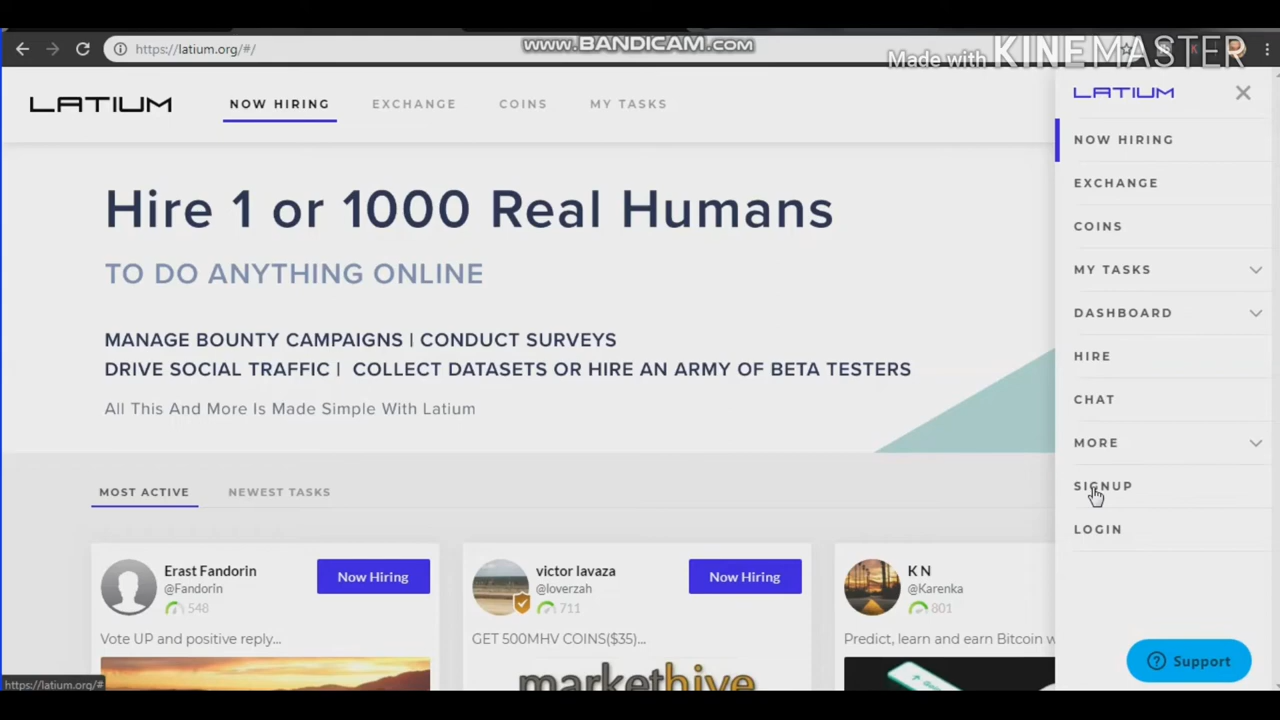 https://latium.org/#/
WWW.BANDICAM.COM
Made with KINEMASTER
LATIUM
NOW HIRING
EXCHANGE
COINS
MY TASKS
Hire 1 or 1000 Real Humans
TO DO ANYTHING ONLINE
MANAGE BOUNTY CAMPAIGNS | CONDUCT SURVEYS
DRIVE SOCIAL TRAFFIC | COLLECT DATASETS OR HIRE AN ARMY OF BETA TESTERS
All This And More Is Made Simple With Latium
MOST ACTIVE
NEWEST TASKS
Erast Fandorin
@Fandorin
548
Now Hiring
Vote UP and positive reply...
victor lavaza
@loverzah
711
Now Hiring
GET 500MHV COINS($35)...
markethive
K N
@Karenka
801
Predict, learn and earn Bitcoin w
LATIUM
NOW HIRING
EXCHANGE
COINS
MY TASKS
DASHBOARD
HIRE
CHAT
MORE
SIGNUP
LOGIN
Support
https://latium.org/#